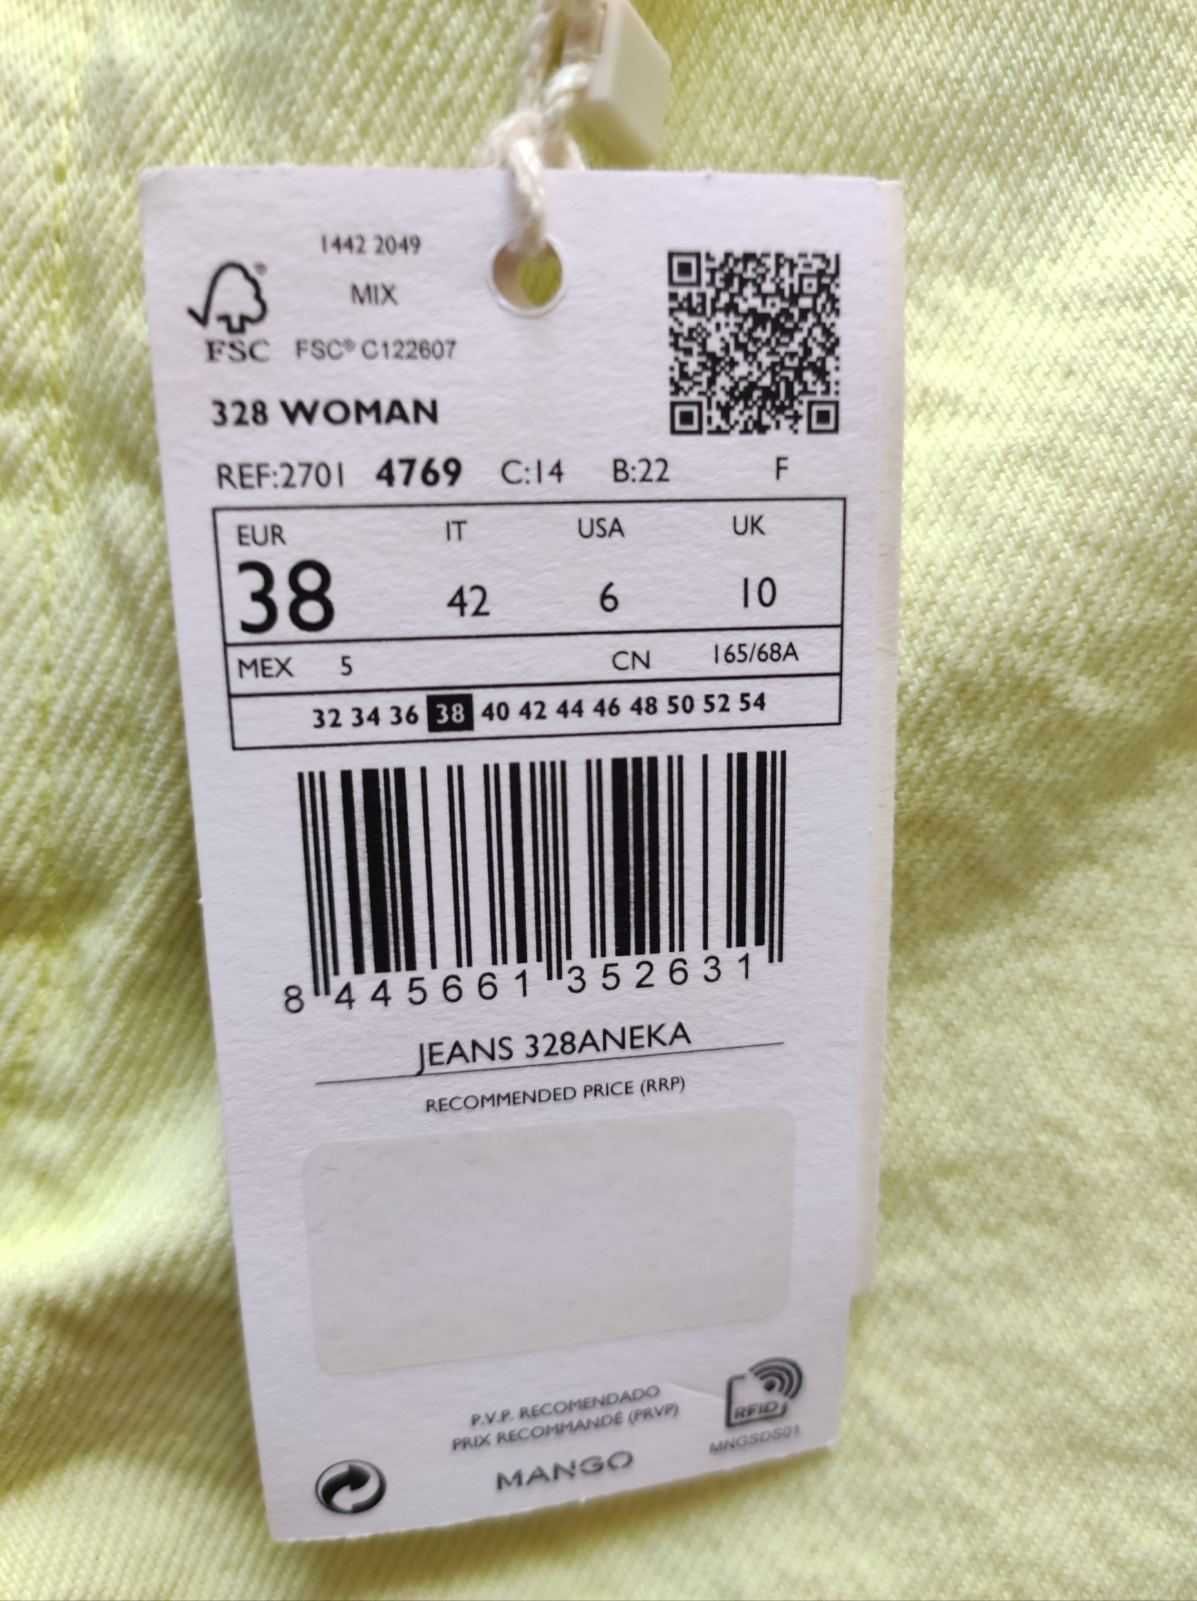 1442 2049
MIX
FSC FSC® C122607
328 WOMAN
REF:2701 4769 C:14 B:22 F
EUR IT USA UK
38 42 6 10
MEX 5 CN 165/68A
32 34 36 38 40 42 44 46 48 50 52 54
8 445661 352631
JEANS 328ANEKA
RECOMMENDED PRICE (RRP)
P.V.P. RECOMENDADO
PRIX RECOMMANDÉ (PRVP)
RFID
MNGSDS01
MANGO